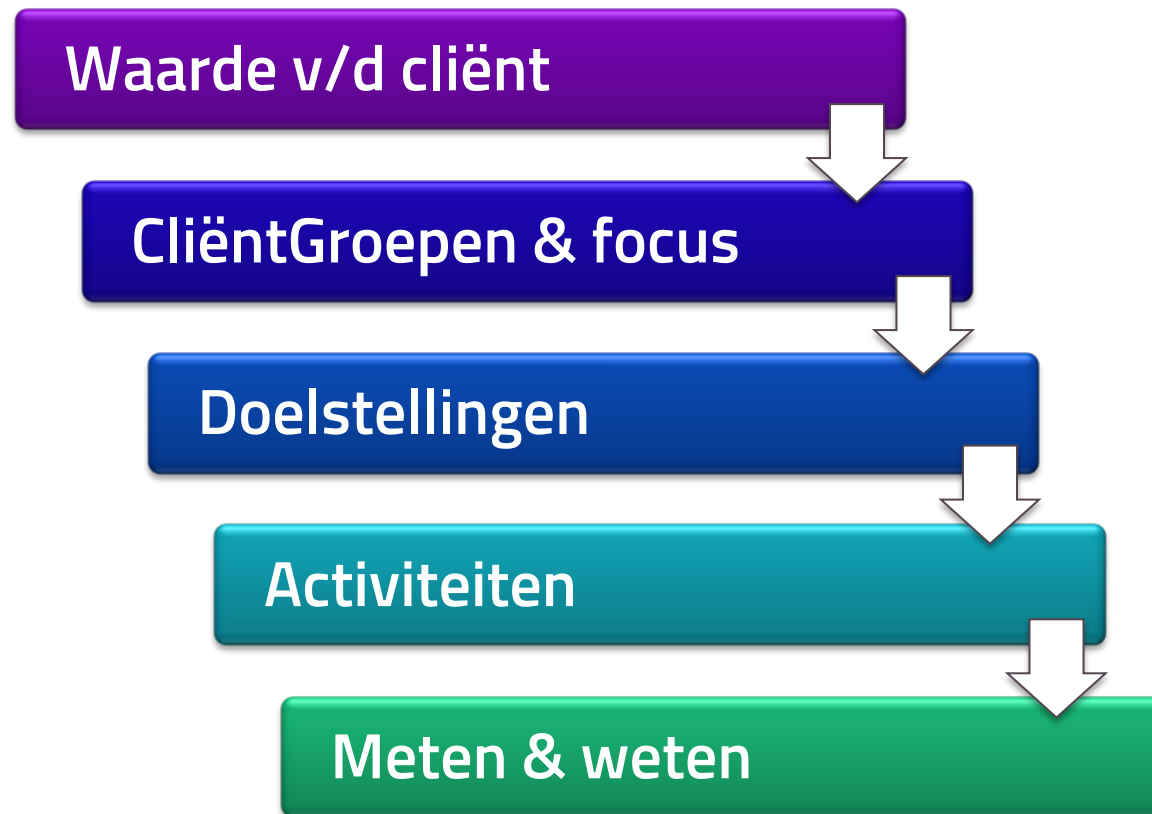 Waarde v/d cliënt
CliëntGroepen & focus
Doelstellingen
Activiteiten
Meten & weten